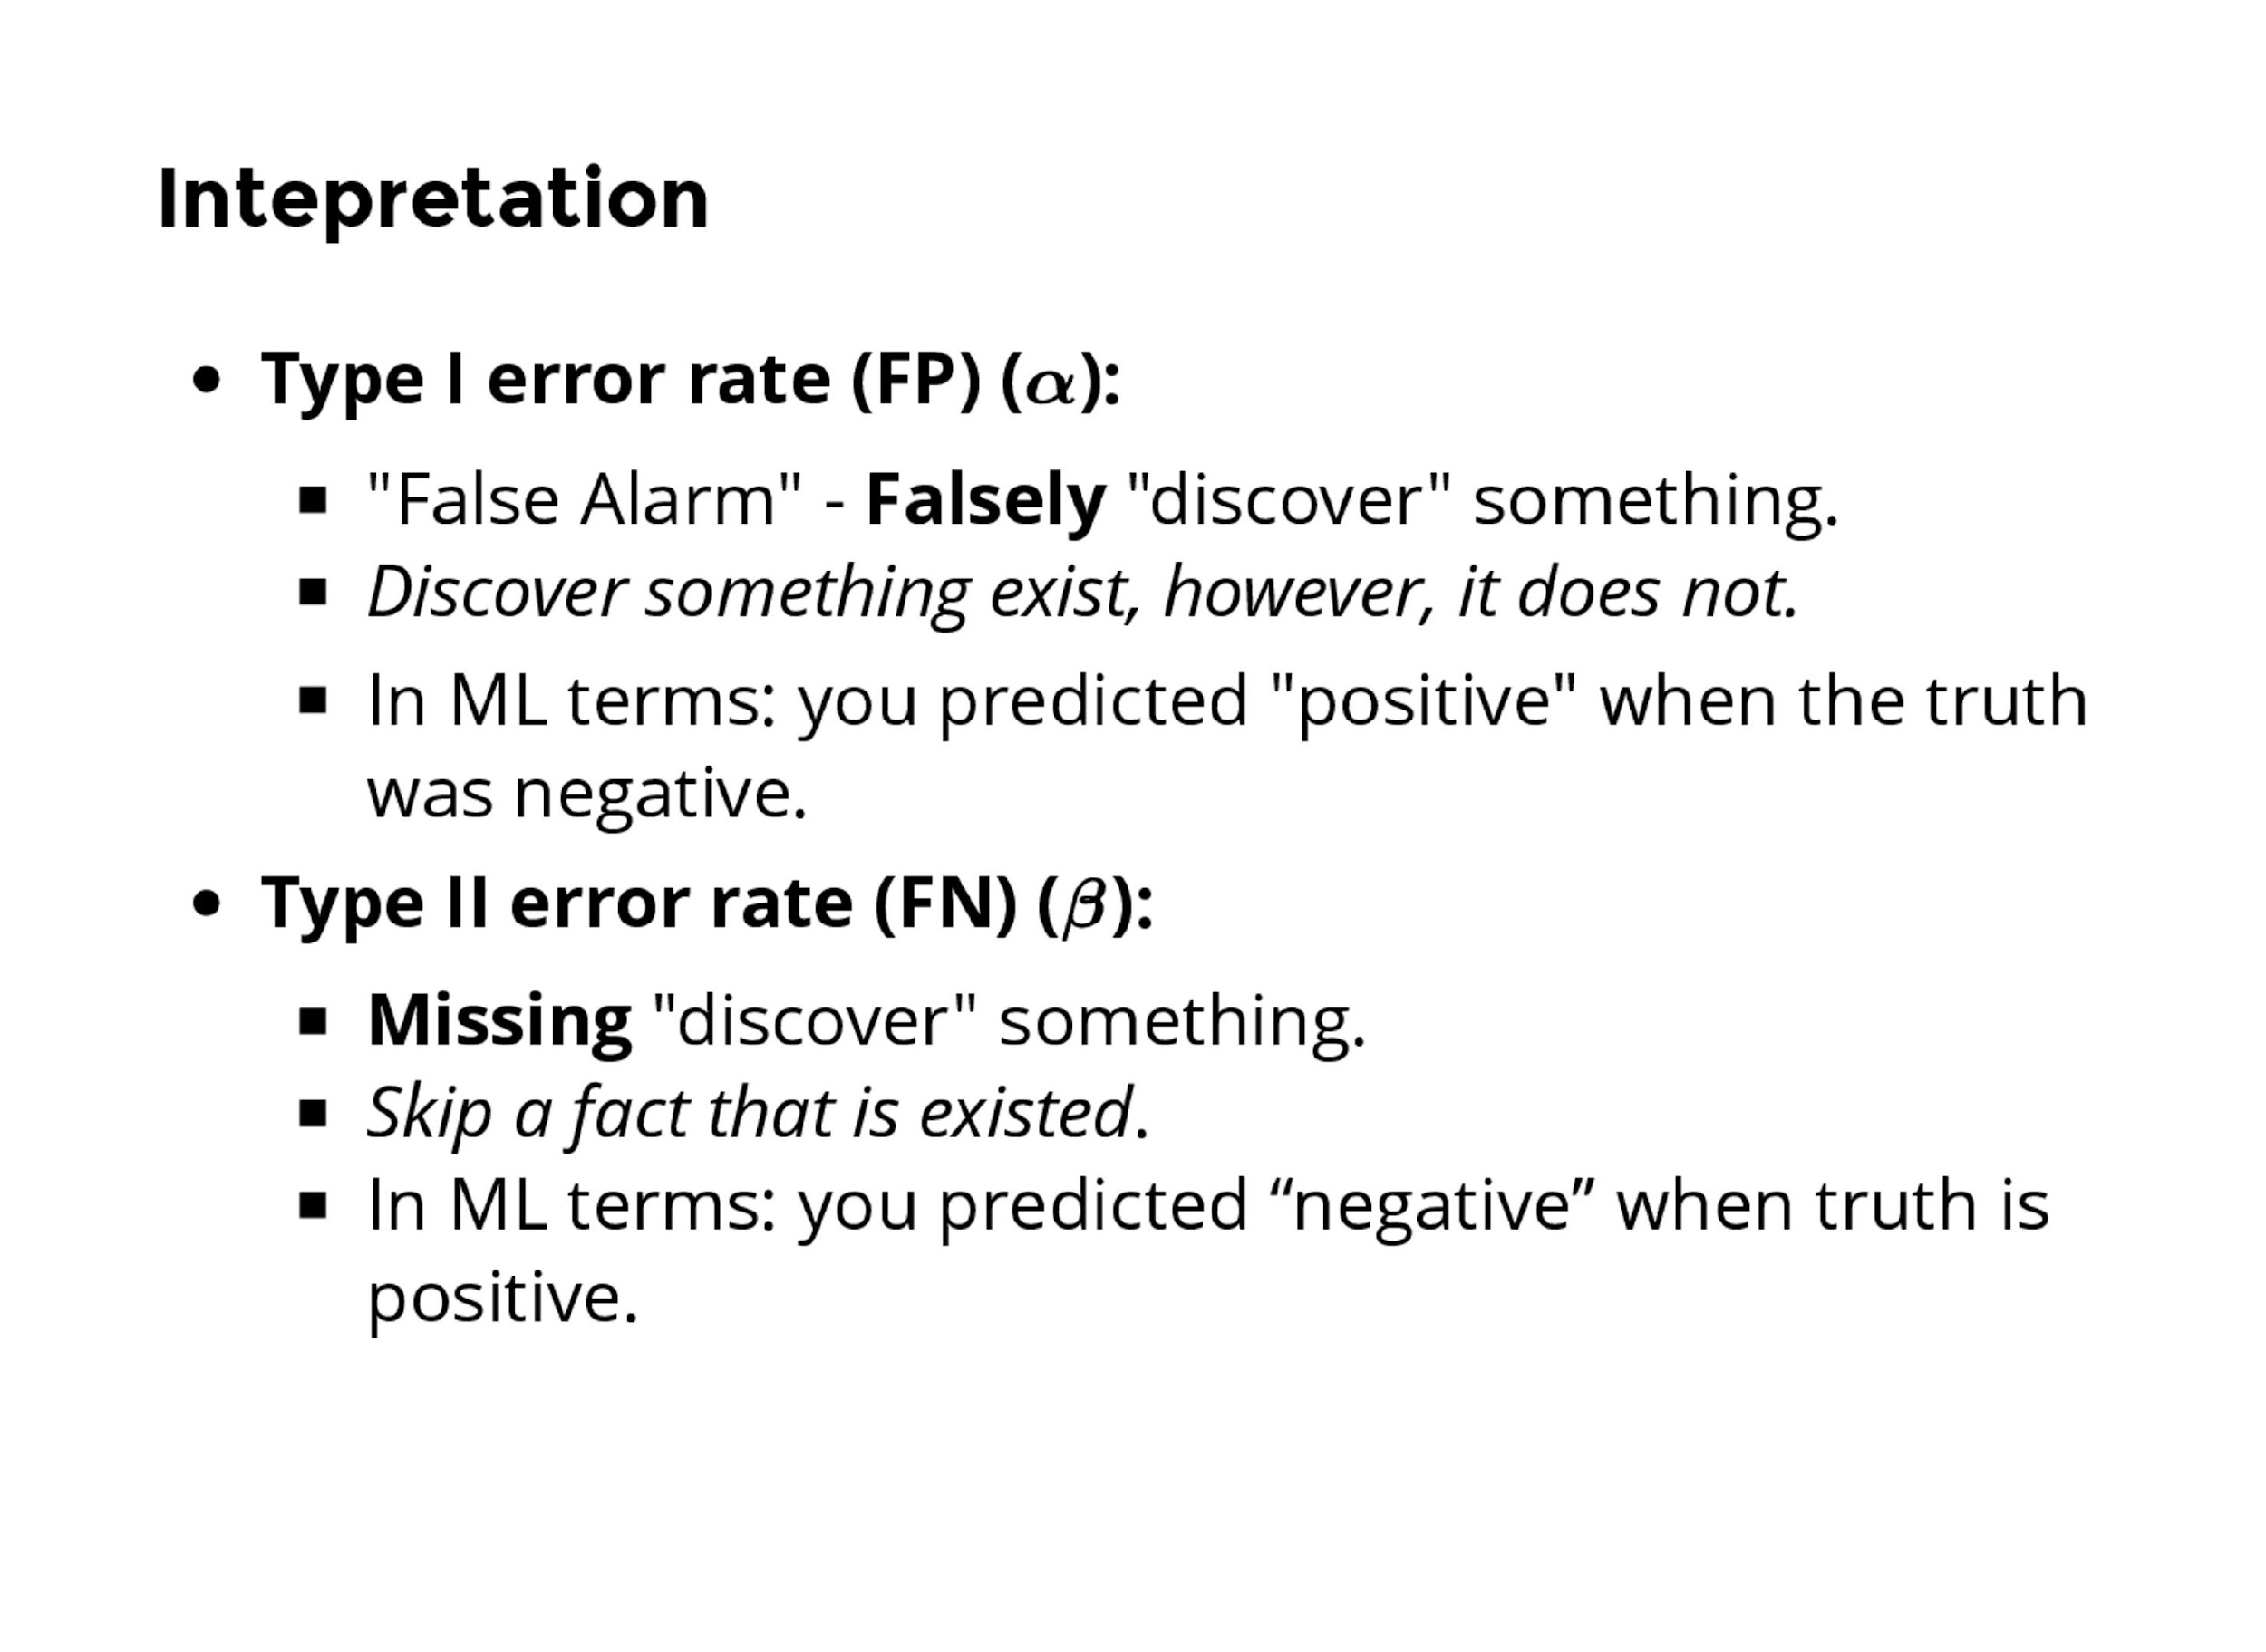 Intepretation
• Type I error rate (FP) (α):
▪ "False Alarm" - Falsely "discover" something.
▪ Discover something exist, however, it does not.
▪ In ML terms: you predicted "positive" when the truth
was negative.
• Type II error rate (FN) (β):
▪ Missing "discover" something.
▪ Skip a fact that is existed.
▪ In ML terms: you predicted “negative” when truth is
positive.